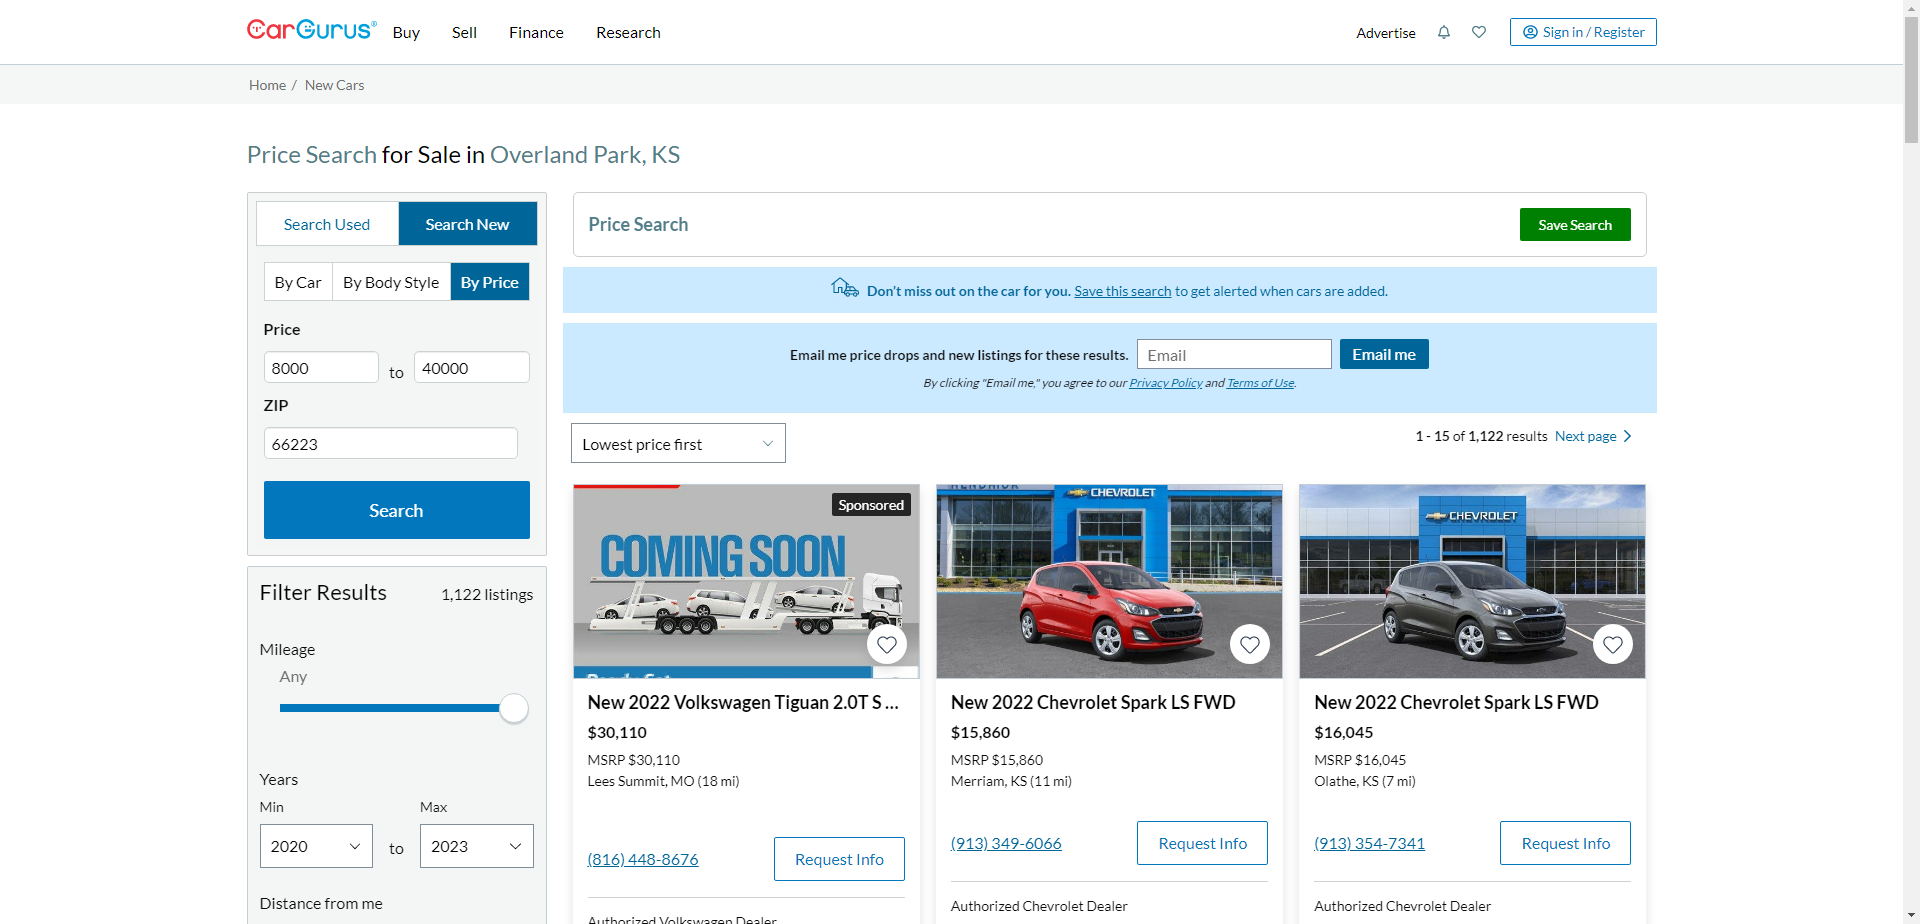 CarGurus®
Buy
Sell
Finance
Research
Advertise
Sign in / Register
Home / New Cars
Price Search for Sale in Overland Park, KS
Search Used
Search New
By Car
By Body Style
By Price
Price
8000
to
40000
ZIP
66223
Search
Filter Results
1,122 listings
Mileage
Any
Years
Min
Max
2020
to
2023
Distance from me
Price Search
Save Search
Don't miss out on the car for you. Save this search to get alerted when cars are added.
Email me price drops and new listings for these results.
Email
Email me
By clicking "Email me," you agree to our Privacy Policy and Terms of Use.
Lowest price first
1 - 15 of 1,122 results
Next page
Sponsored
COMING SOON
New 2022 Volkswagen Tiguan 2.0T S ...
$30,110
MSRP $30,110
Lees Summit, MO (18 mi)
(816) 448-8676
Request Info
Authorized Volkswagen Dealer
CHEVROLET
New 2022 Chevrolet Spark LS FWD
$15,860
MSRP $15,860
Merriam, KS (11 mi)
(913) 349-6066
Request Info
Authorized Chevrolet Dealer
CHEVROLET
New 2022 Chevrolet Spark LS FWD
$16,045
MSRP $16,045
Olathe, KS (7 mi)
(913) 354-7341
Request Info
Authorized Chevrolet Dealer